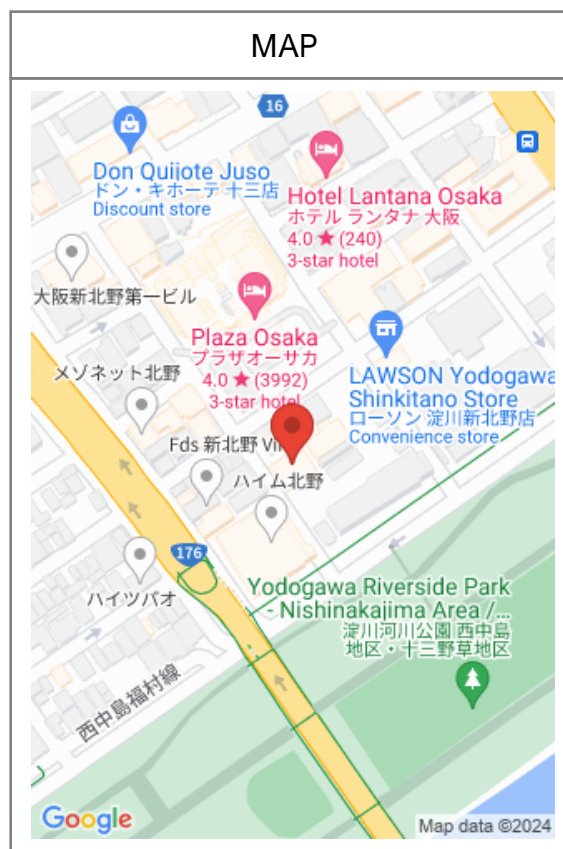 MAP
16
Don Quijote Juso
ドン・キホーテ 十三店
Discount store
Hotel Lantana Osaka
ホテル ランタナ 大阪
4.0 ★ (240)
3-star hotel
大阪新北野第一ビル
Plaza Osaka
プラザオーサカ
4.0 ★ (3992)
3-star hotel
メゾネット北野
LAWSON Yodogawa
Shinkitano Store
ローソン 淀川新北野店
Convenience store
Fds 新北野
ハイム北野
176
ハイツパオ
Yodogawa Riverside Park
- Nishinakajima Area /...
淀川河川公園 西中島
地区・十三野草地区
西中島福村線
Google
Map data ©2024